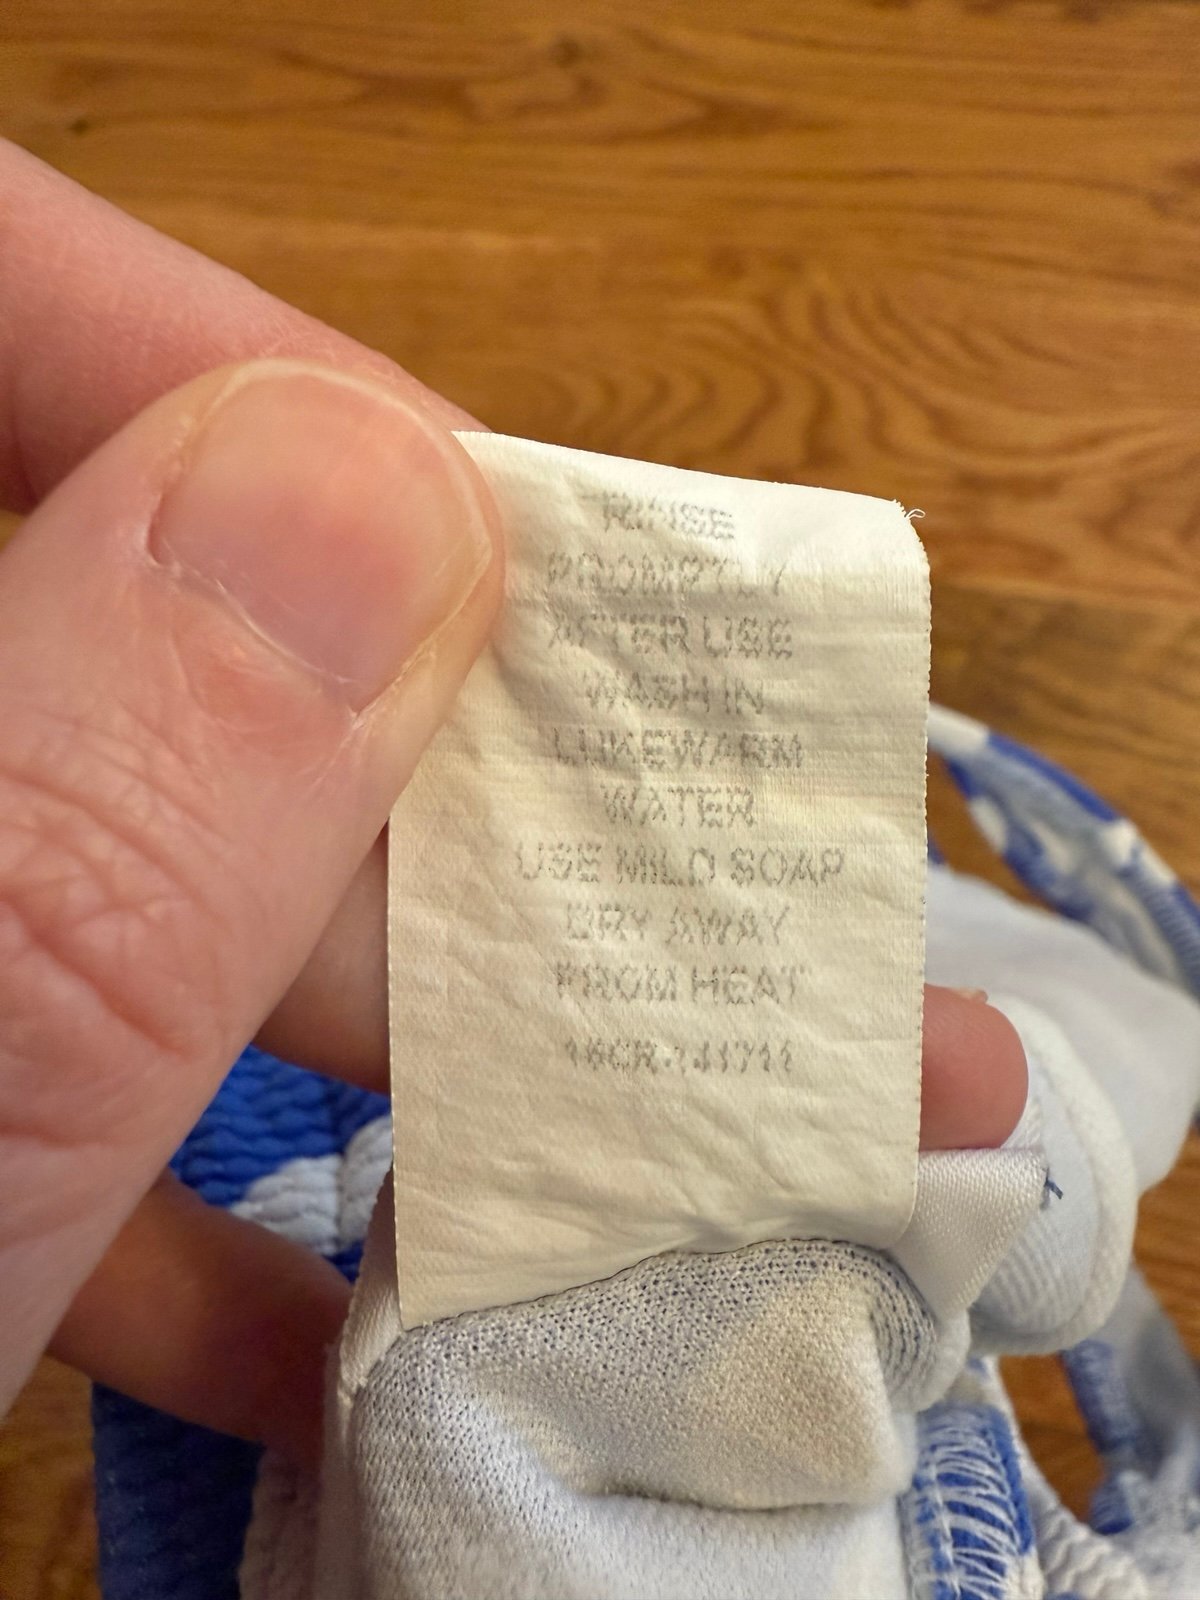 RINSE
PROMPTLY
AFTER USE
WASH IN
LUKEWARM
WATER
USE MILD SOAP
DRY AWAY
FROM HEAT